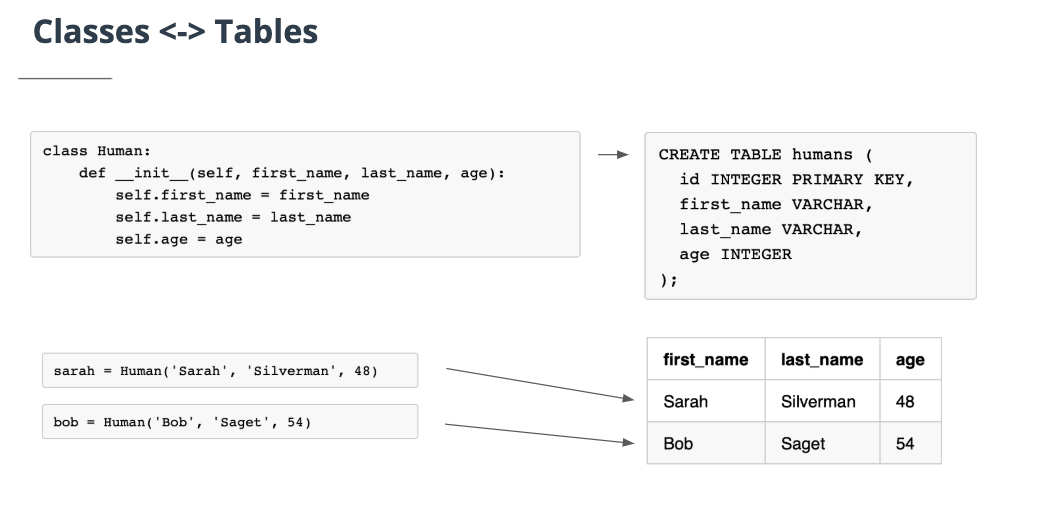 Classes <-> Tables
class Human:
    def __init__(self, first_name, last_name, age):
        self.first_name = first_name
        self.last_name = last_name
        self.age = age
CREATE TABLE humans (
  id INTEGER PRIMARY KEY,
  first_name VARCHAR,
  last_name VARCHAR,
  age INTEGER
);
sarah = Human('Sarah', 'Silverman', 48)
bob = Human('Bob', 'Saget', 54)
first_name last_name age
Sarah Silverman 48
Bob Saget 54